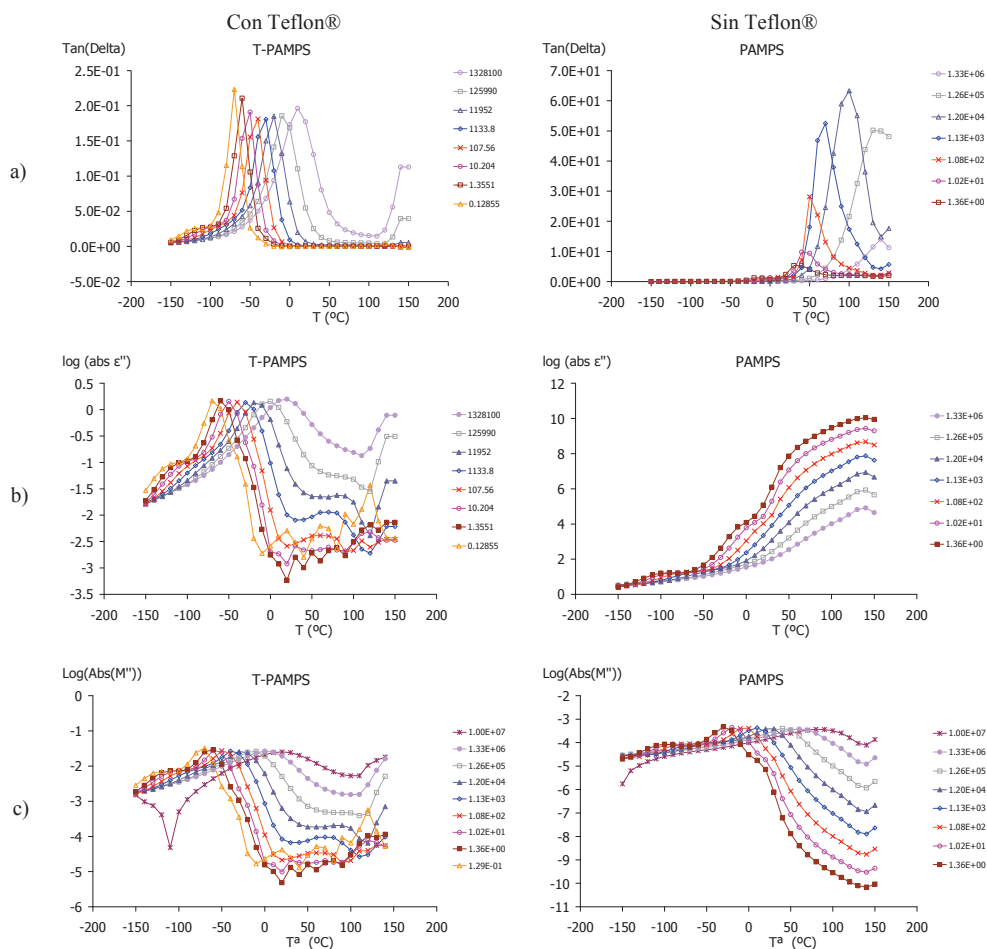 Con Teflon®
Sin Teflon®
a)
Tan(Delta)
T-PAMPS
2.5E-01
2.0E-01
1.5E-01
1.0E-01
5.0E-02
0.0E+00
-5.0E-02
-200 -150 -100 -50 0 50 100 150 200
T (ºC)
1328100
125990
11952
1133.8
107.56
10.204
1.3551
0.12855
Tan(Delta)
PAMPS
7.0E+01
6.0E+01
5.0E+01
4.0E+01
3.0E+01
2.0E+01
1.0E+01
0.0E+00
-200 -150 -100 -50 0 50 100 150 200
T (ºC)
1.33E+06
1.26E+05
1.20E+04
1.13E+03
1.08E+02
1.02E+01
1.36E+00
b)
log (abs ε")
T-PAMPS
0.5
0
-0.5
-1
-1.5
-2
-2.5
-3
-3.5
-200 -150 -100 -50 0 50 100 150 200
T (ºC)
1328100
125990
11952
1133.8
107.56
10.204
1.3551
0.12855
log (abs ε")
PAMPS
12
10
8
6
4
2
0
-200 -150 -100 -50 0 50 100 150 200
T (ºC)
1.33E+06
1.26E+05
1.20E+04
1.13E+03
1.08E+02
1.02E+01
1.36E+00
c)
Log(Abs(M"))
T-PAMPS
0
-1
-2
-3
-4
-5
-6
-200 -150 -100 -50 0 50 100 150 200
Tª (ºC)
1.00E+07
1.33E+06
1.26E+05
1.20E+04
1.13E+03
1.08E+02
1.02E+01
1.36E+00
1.29E-01
Log(Abs(M"))
PAMPS
-2
-3
-4
-5
-6
-7
-8
-9
-10
-11
-200 -150 -100 -50 0 50 100 150 200
Tª (ºC)
1.00E+07
1.33E+06
1.26E+05
1.20E+04
1.13E+03
1.08E+02
1.02E+01
1.36E+00